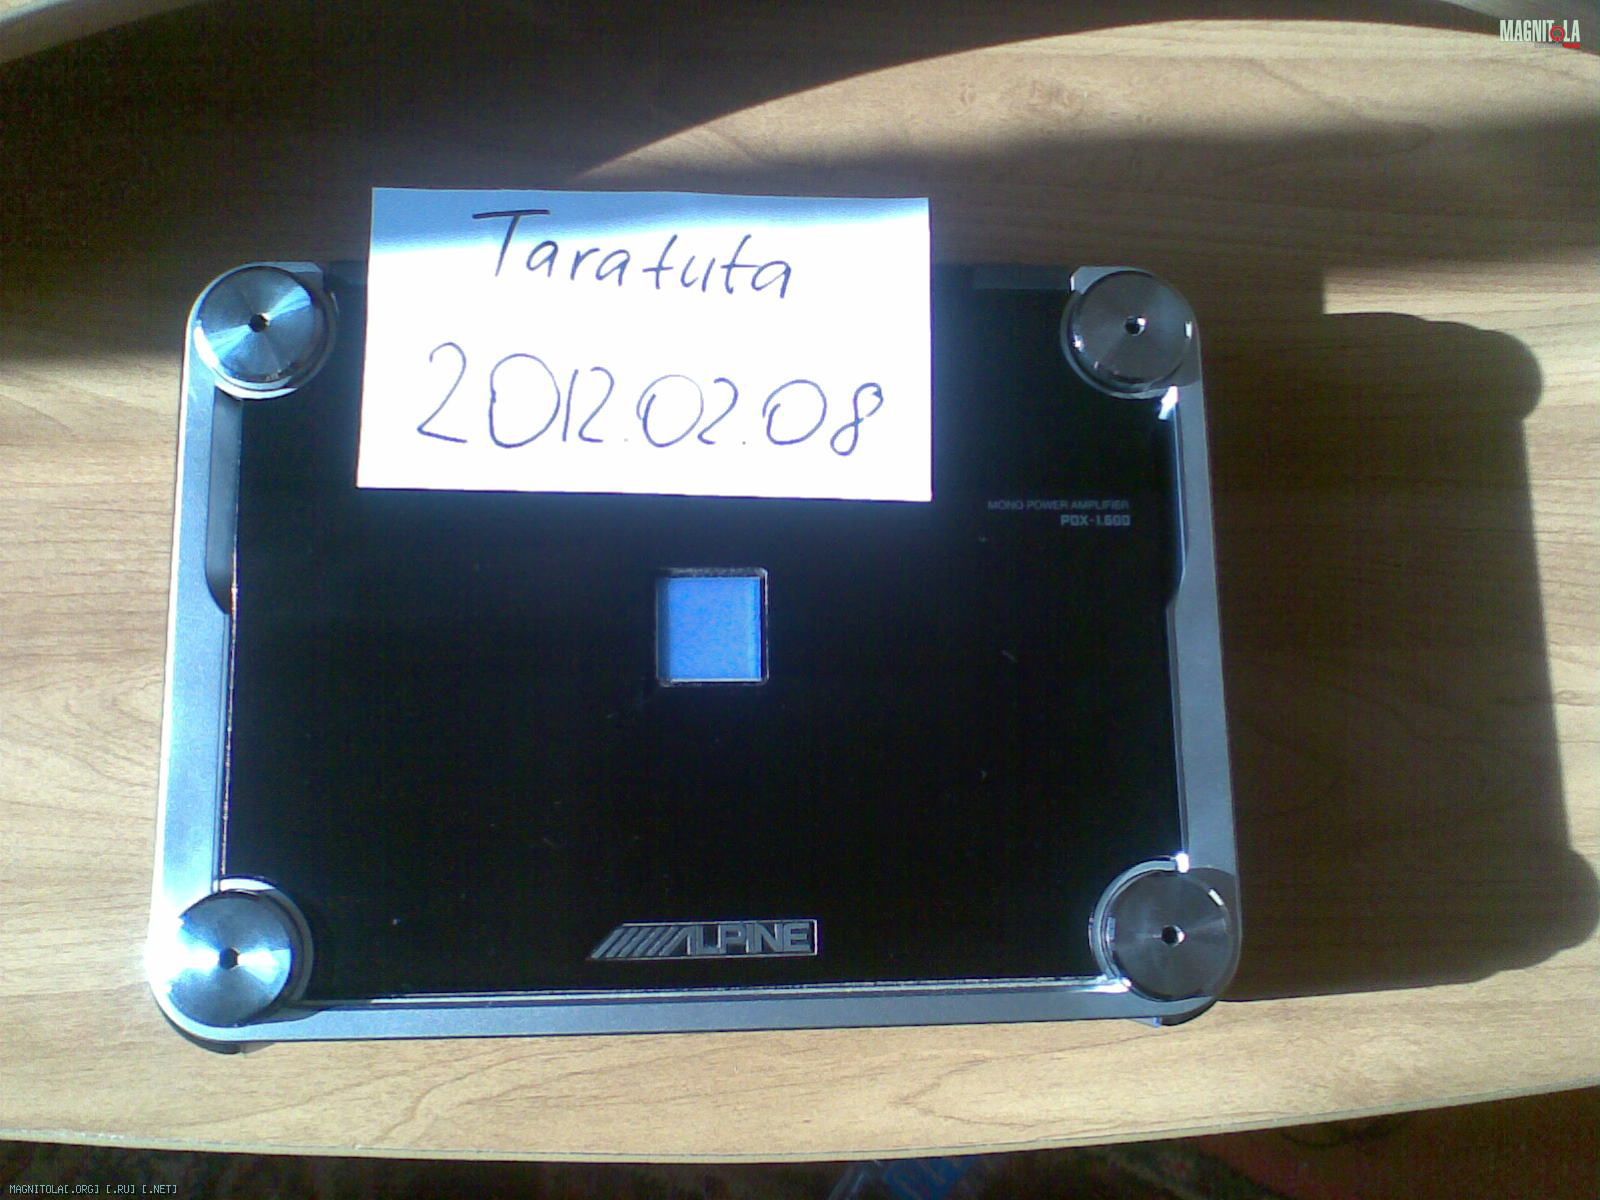 MAGNITOLA
Taratuta
2012.02.08
MONO POWER AMPLIFIER
PDX-1.600
ALPINE
MAGNITOLA[.ORG] [.RU] [.NET]